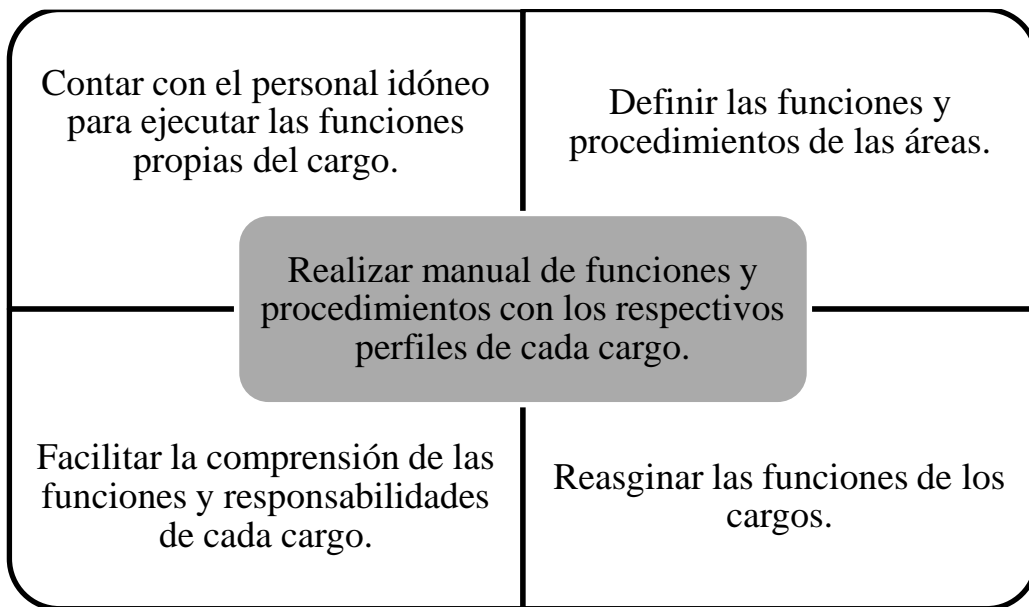 Contar con el personal idóneo
para ejecutar las funciones
propias del cargo.
Definir las funciones y
procedimientos de las áreas.
Realizar manual de funciones y
procedimientos con los respectivos
perfiles de cada cargo.
Facilitar la comprensión de las
funciones y responsabilidades
de cada cargo.
Reasginar las funciones de los
cargos.